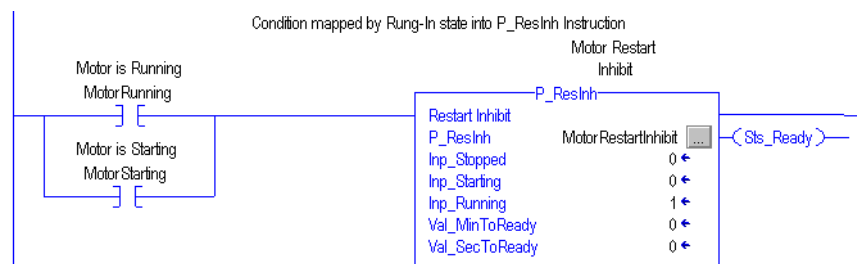 Condition mapped by Rung-In state into P_ResInh Instruction
Motor Restart
Inhibit
Motor is Running
MotorRunning
P_ResInh
Restart Inhibit
P_ResInh MotorRestartInhibit ...
Sts_Ready
Motor is Starting
MotorStarting
Inp_Stopped 0
Inp_Starting 0
Inp_Running 1
Val_MinToReady 0
Val_SecToReady 0